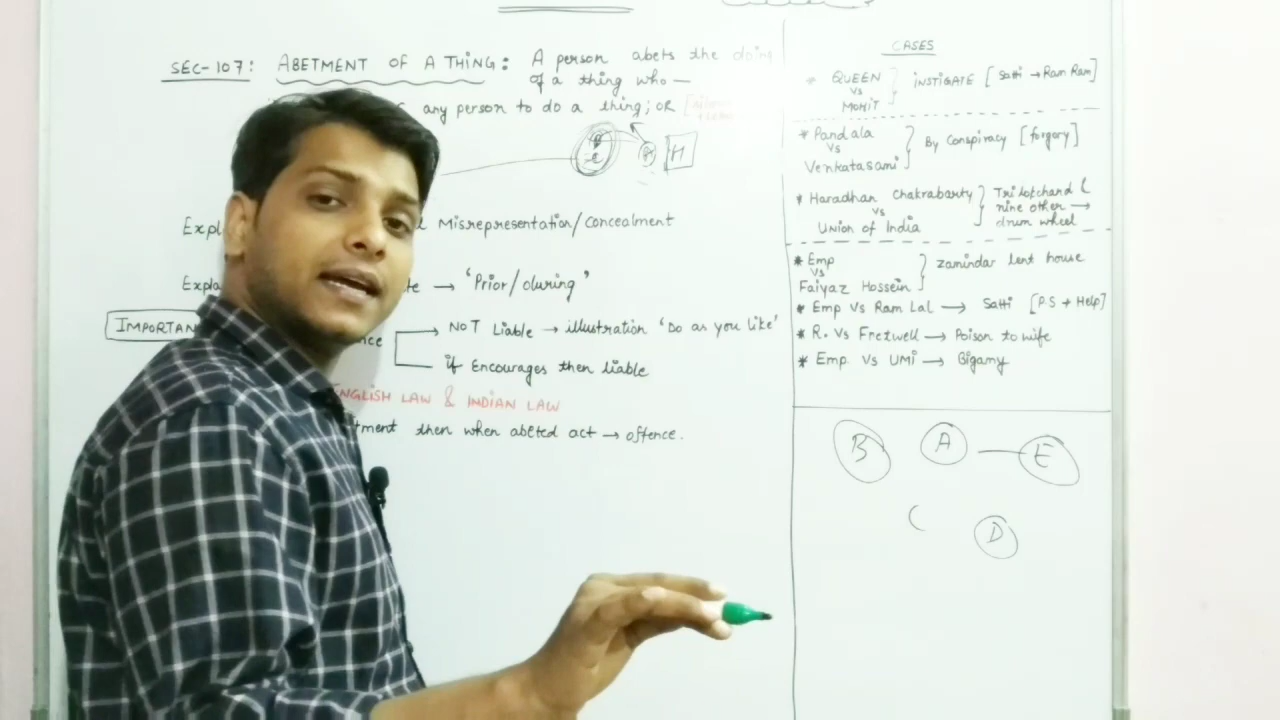 SEC-107: ABETMENT OF A THING: A person abets the doing
of a thing who —
any person to do a thing; OR
H
Expl Misrepresentation/Concealment
Expla te → 'Prior/during'
IMPORTAN
nce
NOT Liable → illustration 'Do as you like'
if Encourages then liable
ENGLISH LAW & INDIAN LAW
tment then when abeted act → offence.
CASES
* QUEEN
vs
MOHIT
INSTIGATE [Satti → Ram Ram]
* Pandala
vs
Venkatasami
By Conspiracy [forgory]
* Haradhan Chakrabarty
vs
Union of India
Trilokchand &
nine other →
drum wheel
* Emp
vs
Faiyaz Hossein
zamindar lent house
* Emp Vs Ram Lal → Satti [P.S + Help]
* R. Vs Fretwell → Poison to wife
* Emp Vs UMI → Bigamy
B A — E
C D